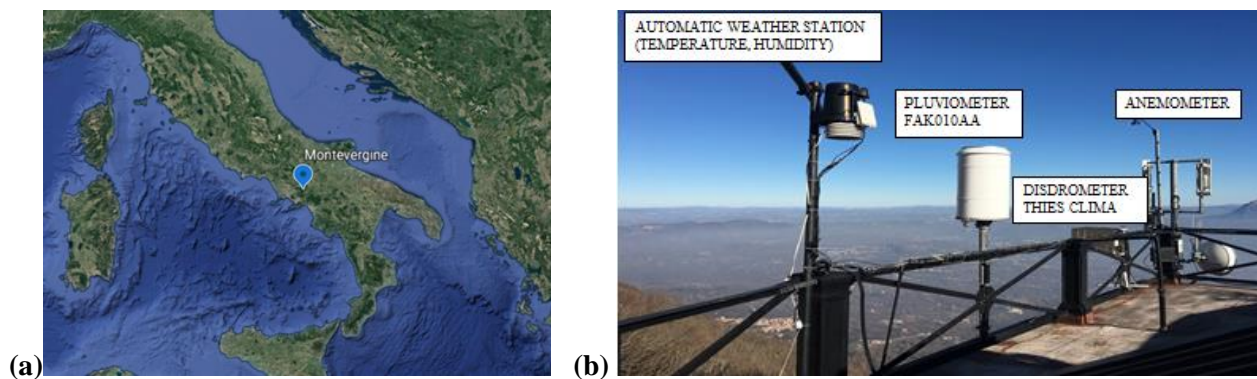 Montevergine
(a)
AUTOMATIC WEATHER STATION
(TEMPERATURE, HUMIDITY)
PLUVIOMETER
FAK010AA
ANEMOMETER
DISDROMETER
THIES CLIMA
(b)